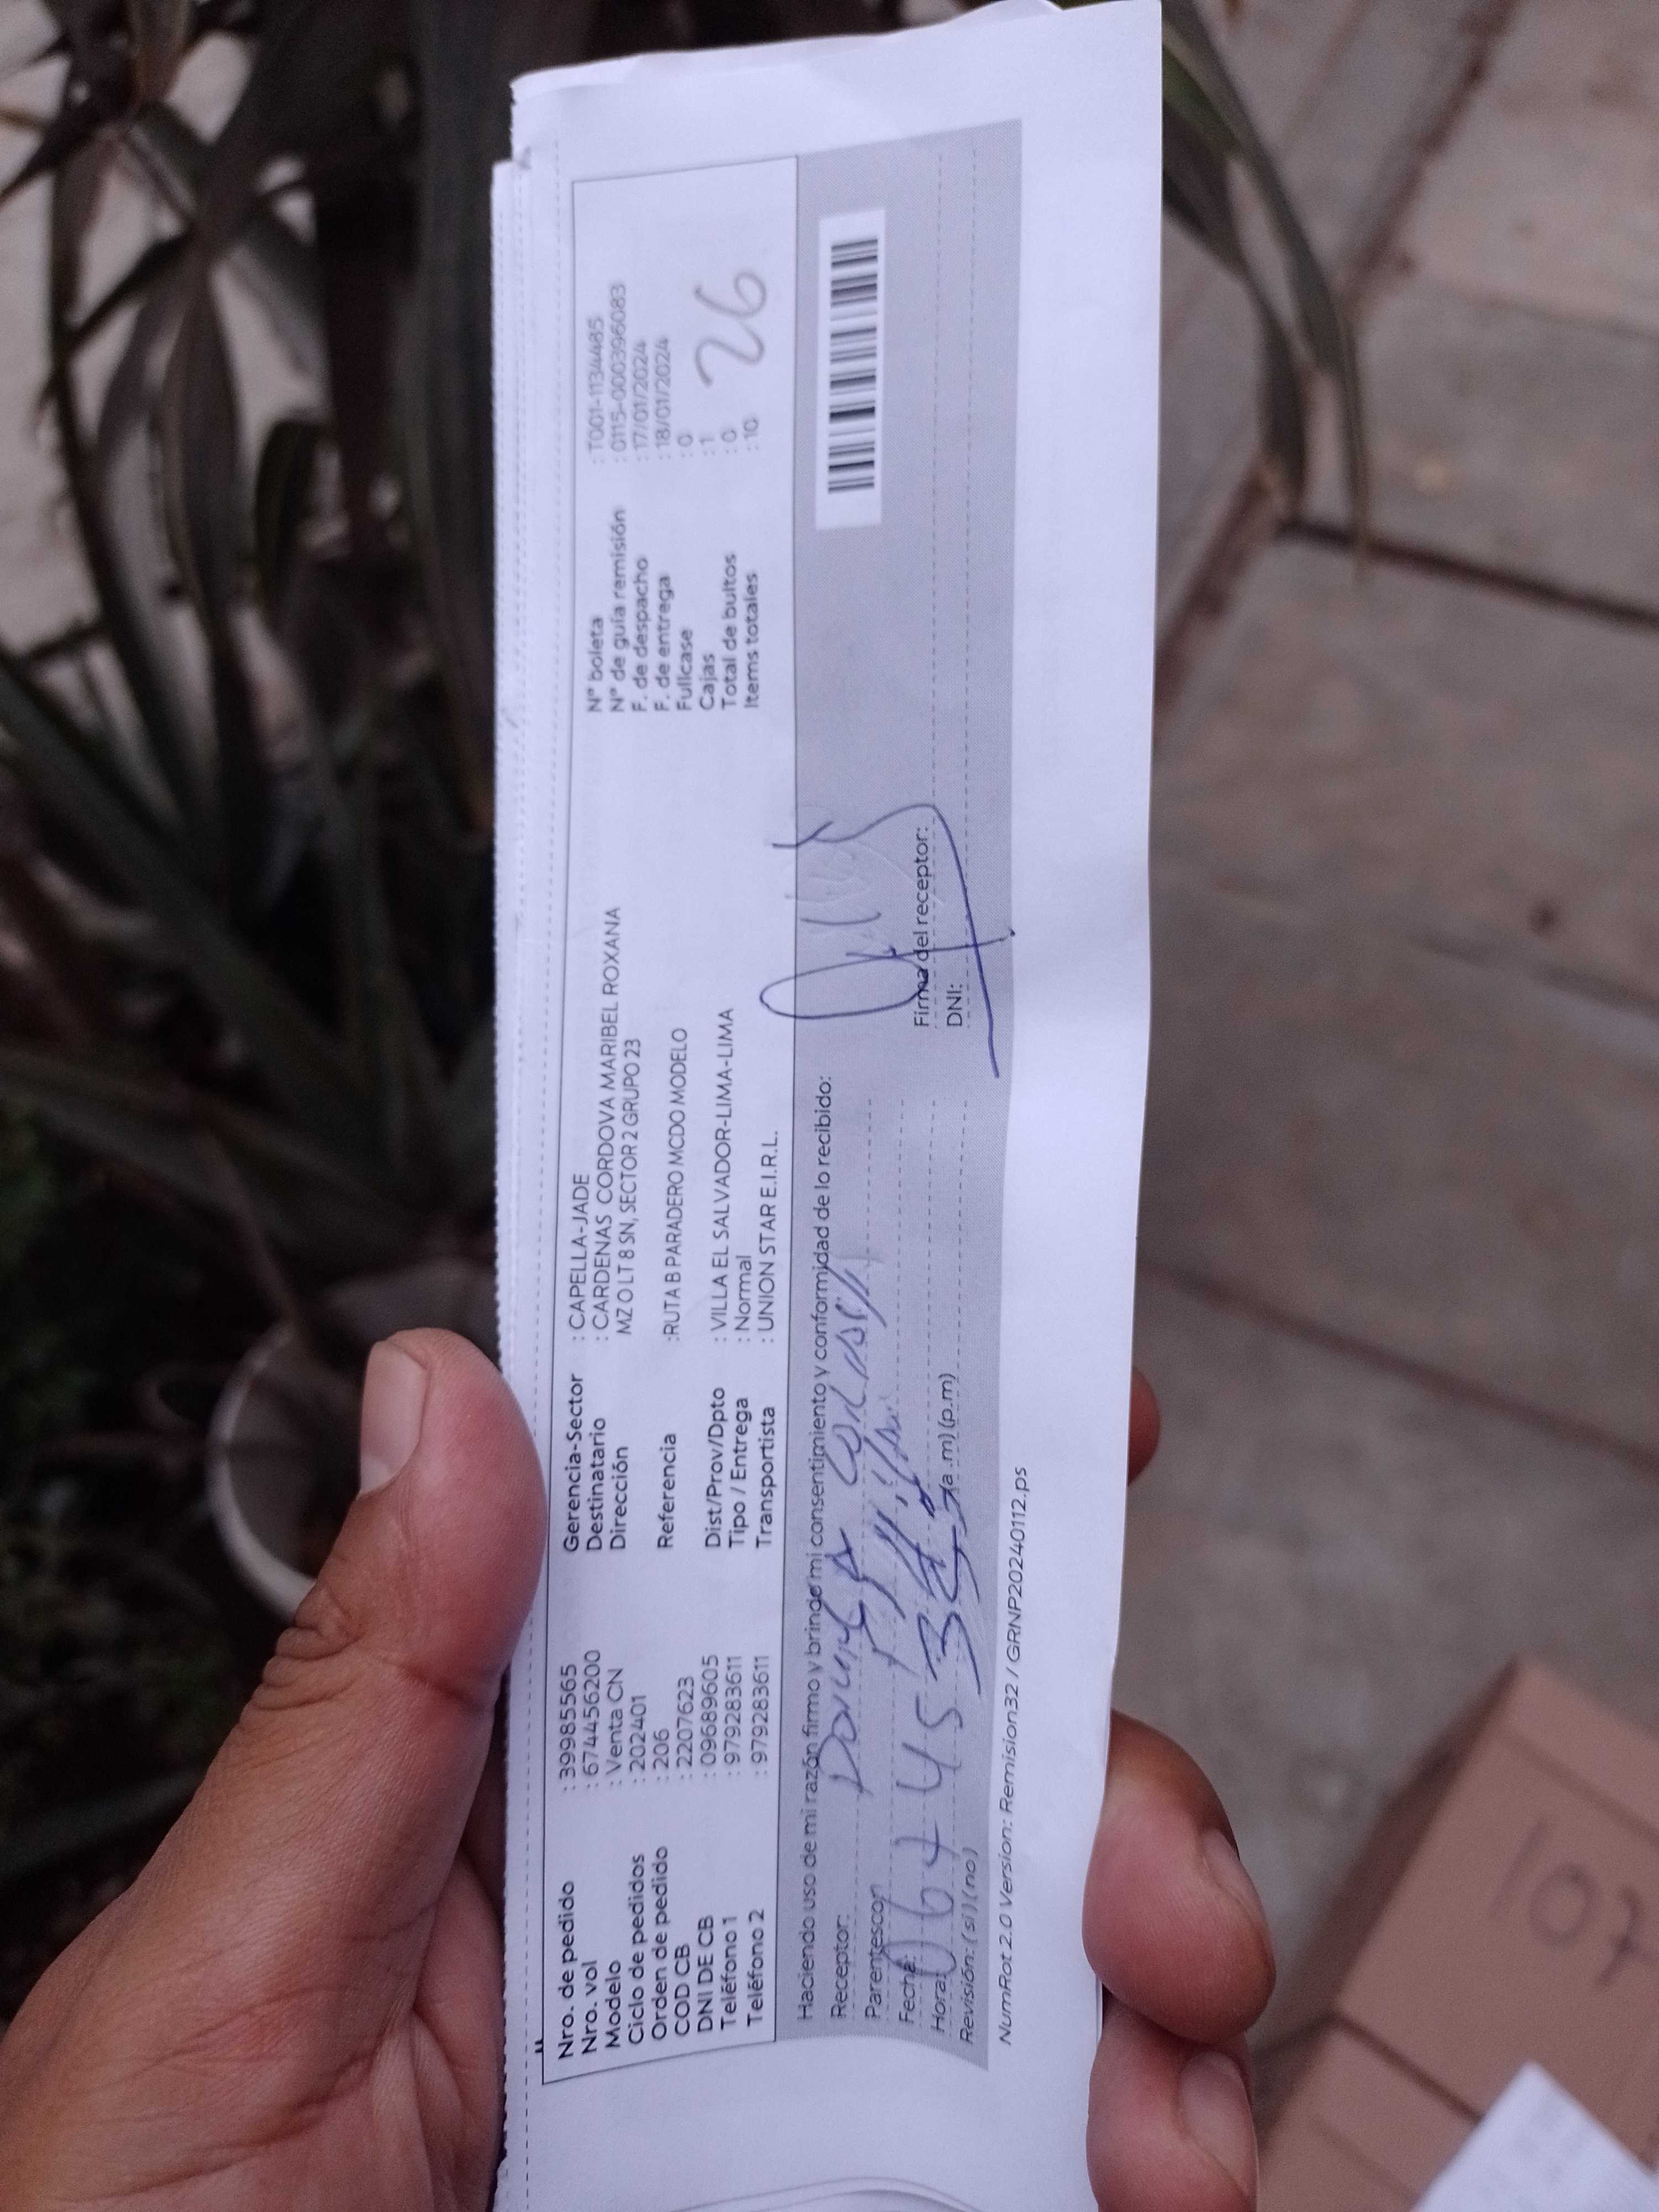 Nro. de pedido : 39985565
Nro. vol : 674456200
Modelo : Venta CN
Ciclo de pedidos : 202401
Orden de pedido : 206
COD CB : 2207623
DNI DE CB : 09689605
Teléfono 1 : 979283611
Teléfono 2 : 979283611
Gerencia-Sector : CAPELLA-JADE
Destinatario : CARDENAS CORDOVA MARIBEL ROXANA
Dirección MZ O LT 8 SN, SECTOR 2 GRUPO 23
Referencia :RUTA B PARADERO MCDO MODELO
Dist/Prov/Dpto : VILLA EL SALVADOR-LIMA-LIMA
Tipo / Entrega : Normal
Transportista : UNION STAR E.I.R.L.
N° boleta : T001-1134485
N° de guía remisión : 0115-0003396083
F. de despacho : 17/01/2024
F. de entrega : 18/01/2024
Fullcase : 0
Cajas : 1
Total de bultos : 0
Items totales : 10
26
Haciendo uso de mi razón firmo y brindo mi consentimiento y conformidad de lo recibido:
Receptor:
Parentesco:
Fecha:
Hora: (a.m) (p.m)
Revisión: (si) (no)
Firma del receptor:
DNI:
NumRot 2.0 Version: Remision32 / GRNP20240112.ps
107